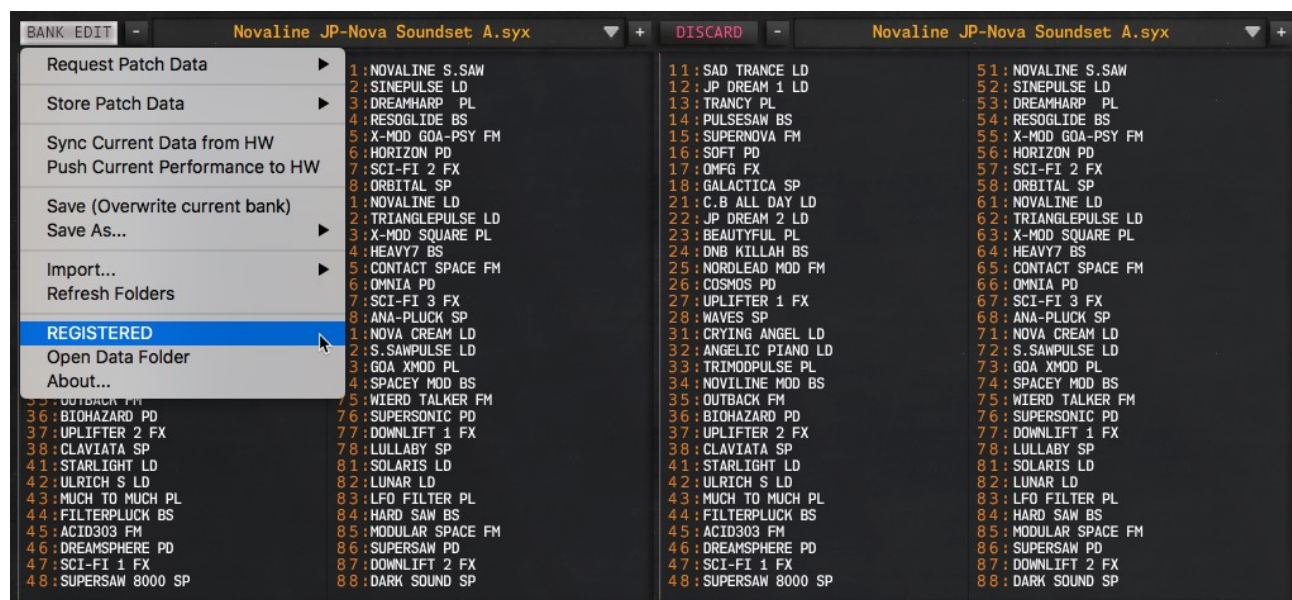 BANK EDIT - Novaline JP-Nova Soundset A.syx ▼ + DISCARD - Novaline JP-Nova Soundset A.syx ▼ +
Request Patch Data ▶
Store Patch Data ▶
Sync Current Data from HW
Push Current Performance to HW
Save (Overwrite current bank)
Save As... ▶
Import... ▶
Refresh Folders
REGISTERED
Open Data Folder
About...
36:BIOHAZARD PD
37:UPLIFTER 2 FX
38:CLAVIATA SP
41:STARLIGHT LD
42:ULRICH S LD
43:MUCH TO MUCH PL
44:FILTERPLUCK BS
45:ACID303 FM
46:DREAMSPHERE PD
47:SCI-FI 1 FX
48:SUPERSAW 8000 SP
1:NOVALINE S.SAW
2:SINEPULSE LD
3:DREAMHARP PL
4:RESOGLIDE BS
5:X-MOD GOA-PSY FM
6:HORIZON PD
7:SCI-FI 2 FX
8:ORBITAL SP
1:NOVALINE LD
2:TRIANGLEPULSE LD
3:X-MOD SQUARE PL
4:HEAVY7 BS
5:CONTACT SPACE FM
6:OMNIA PD
7:SCI-FI 3 FX
8:ANA-PLUCK SP
1:NOVA CREAM LD
2:S.SAWPULSE LD
3:GOA XMOD PL
4:SPACEY MOD BS
75:WIERD TALKER FM
76:SUPERSONIC PD
77:DOWNLIFT 1 FX
78:LULLABY SP
81:SOLARIS LD
82:LUNAR LD
83:LFO FILTER PL
84:HARD SAW BS
85:MODULAR SPACE FM
86:SUPERSAW PD
87:DOWNLIFT 2 FX
88:DARK SOUND SP
11:SAD TRANCE LD
12:JP DREAM 1 LD
13:TRANCY PL
14:PULSESAW BS
15:SUPERNOVA FM
16:SOFT PD
17:OMFG FX
18:GALACTICA SP
21:C.B ALL DAY LD
22:JP DREAM 2 LD
23:BEAUTYFUL PL
24:DNB KILLAH BS
25:NORDLEAD MOD FM
26:COSMOS PD
27:UPLIFTER 1 FX
28:WAVES SP
31:CRYING ANGEL LD
32:ANGELIC PIANO LD
33:TRIMODPULSE PL
34:NOVILINE MOD BS
35:OUTBACK FM
36:BIOHAZARD PD
37:UPLIFTER 2 FX
38:CLAVIATA SP
41:STARLIGHT LD
42:ULRICH S LD
43:MUCH TO MUCH PL
44:FILTERPLUCK BS
45:ACID303 FM
46:DREAMSPHERE PD
47:SCI-FI 1 FX
48:SUPERSAW 8000 SP
51:NOVALINE S.SAW
52:SINEPULSE LD
53:DREAMHARP PL
54:RESOGLIDE BS
55:X-MOD GOA-PSY FM
56:HORIZON PD
57:SCI-FI 2 FX
58:ORBITAL SP
61:NOVALINE LD
62:TRIANGLEPULSE LD
63:X-MOD SQUARE PL
64:HEAVY7 BS
65:CONTACT SPACE FM
66:OMNIA PD
67:SCI-FI 3 FX
68:ANA-PLUCK SP
71:NOVA CREAM LD
72:S.SAWPULSE LD
73:GOA XMOD PL
74:SPACEY MOD BS
75:WIERD TALKER FM
76:SUPERSONIC PD
77:DOWNLIFT 1 FX
78:LULLABY SP
81:SOLARIS LD
82:LUNAR LD
83:LFO FILTER PL
84:HARD SAW BS
85:MODULAR SPACE FM
86:SUPERSAW PD
87:DOWNLIFT 2 FX
88:DARK SOUND SP